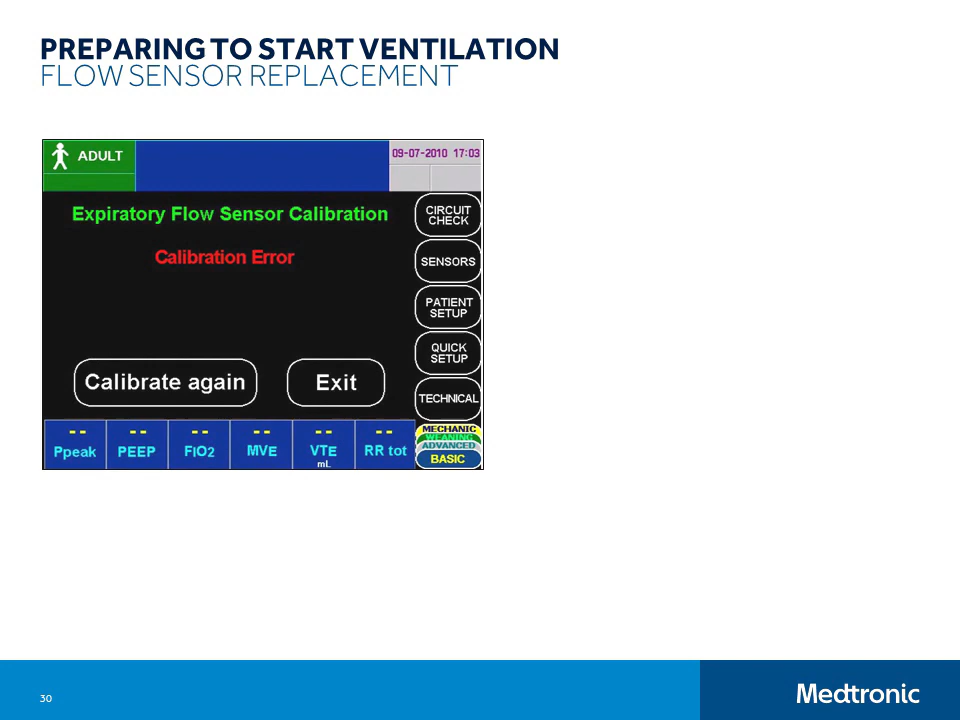 PREPARING TO START VENTILATION
FLOW SENSOR REPLACEMENT
ADULT
09-07-2010 17:03
Expiratory Flow Sensor Calibration
Calibration Error
CIRCUIT
CHECK
SENSORS
PATIENT
SETUP
QUICK
SETUP
TECHNICAL
Calibrate again
Exit
-- -- -- -- -- --
Ppeak PEEP FIO2 MVE VTE RR tot
mL
MECHANIC
WEANING
ADVANCED
BASIC
30
Medtronic